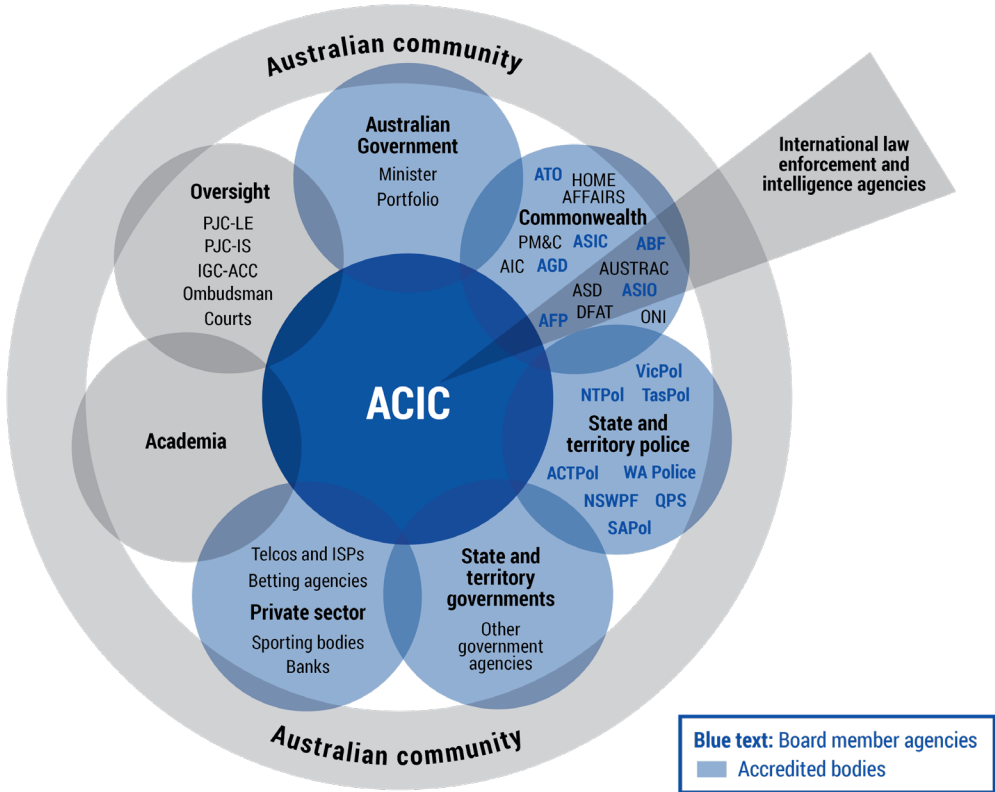 Australian community
Australian
Government
Minister
Portfolio
Oversight
PJC-LE
PJC-IS
IGC-ACC
Ombudsman
Courts
ATO HOME
AFFAIRS
Commonwealth
PM&C ASIC ABF
AIC AGD AUSTRAC
ASD ASIO
AFP DFAT ONI
International law
enforcement and
intelligence agencies
ACIC
VicPol
NTPol TasPol
State and
territory police
ACTPol WA Police
NSWPF QPS
SAPol
Academia
Telcos and ISPs
Betting agencies
Private sector
Sporting bodies
Banks
State and
territory
governments
Other
government
agencies
Australian community
Blue text: Board member agencies
Accredited bodies